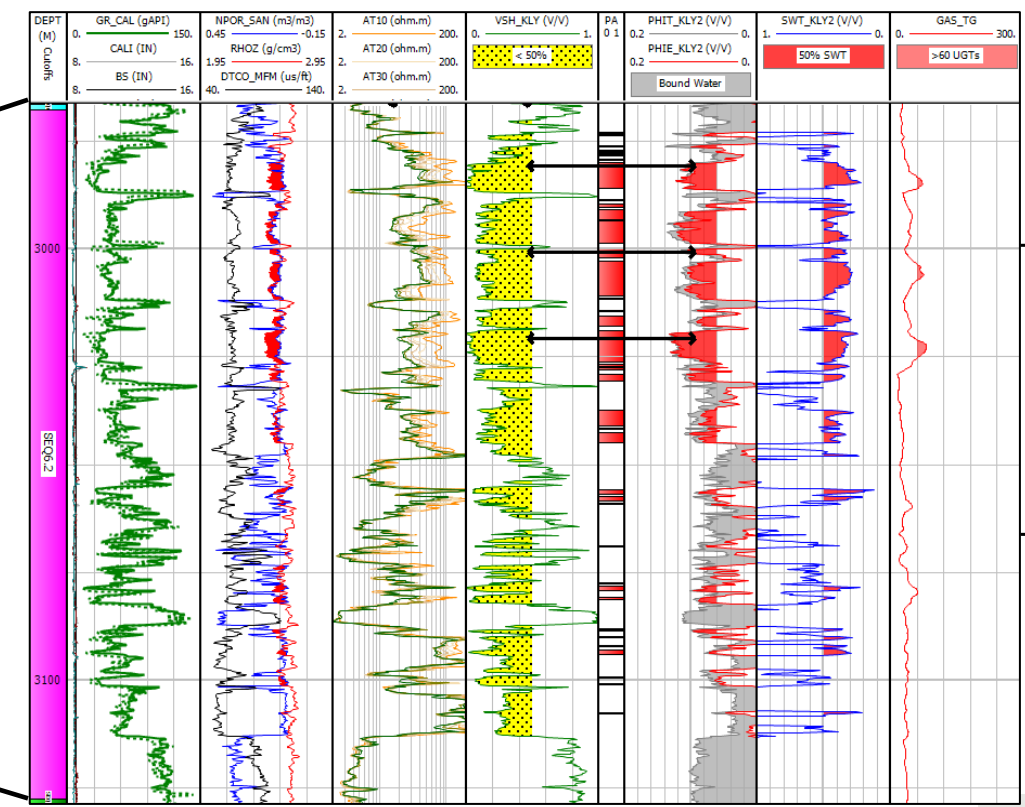 DEPT
(M)
Cutoffs
GR_CAL (gAPI)
0. 150.
CALI (IN)
8. 16.
BS (IN)
8. 16.
NPOR_SAN (m3/m3)
0.45 -0.15
RHOZ (g/cm3)
1.95 2.95
DTCO_MFM (us/ft)
40. 140.
AT10 (ohm.m)
2. 200.
AT20 (ohm.m)
2. 200.
AT30 (ohm.m)
2. 200.
VSH_KLY (V/V)
0. 1.
< 50%
PA
0 1
PHIT_KLY2 (V/V)
0.2 0.
PHIE_KLY2 (V/V)
0.2 0.
Bound Water
SWT_KLY2 (V/V)
1. 0.
50% SWT
GAS_TG
0. 300.
>60 UGTs
3000
SEQ6.2
3100